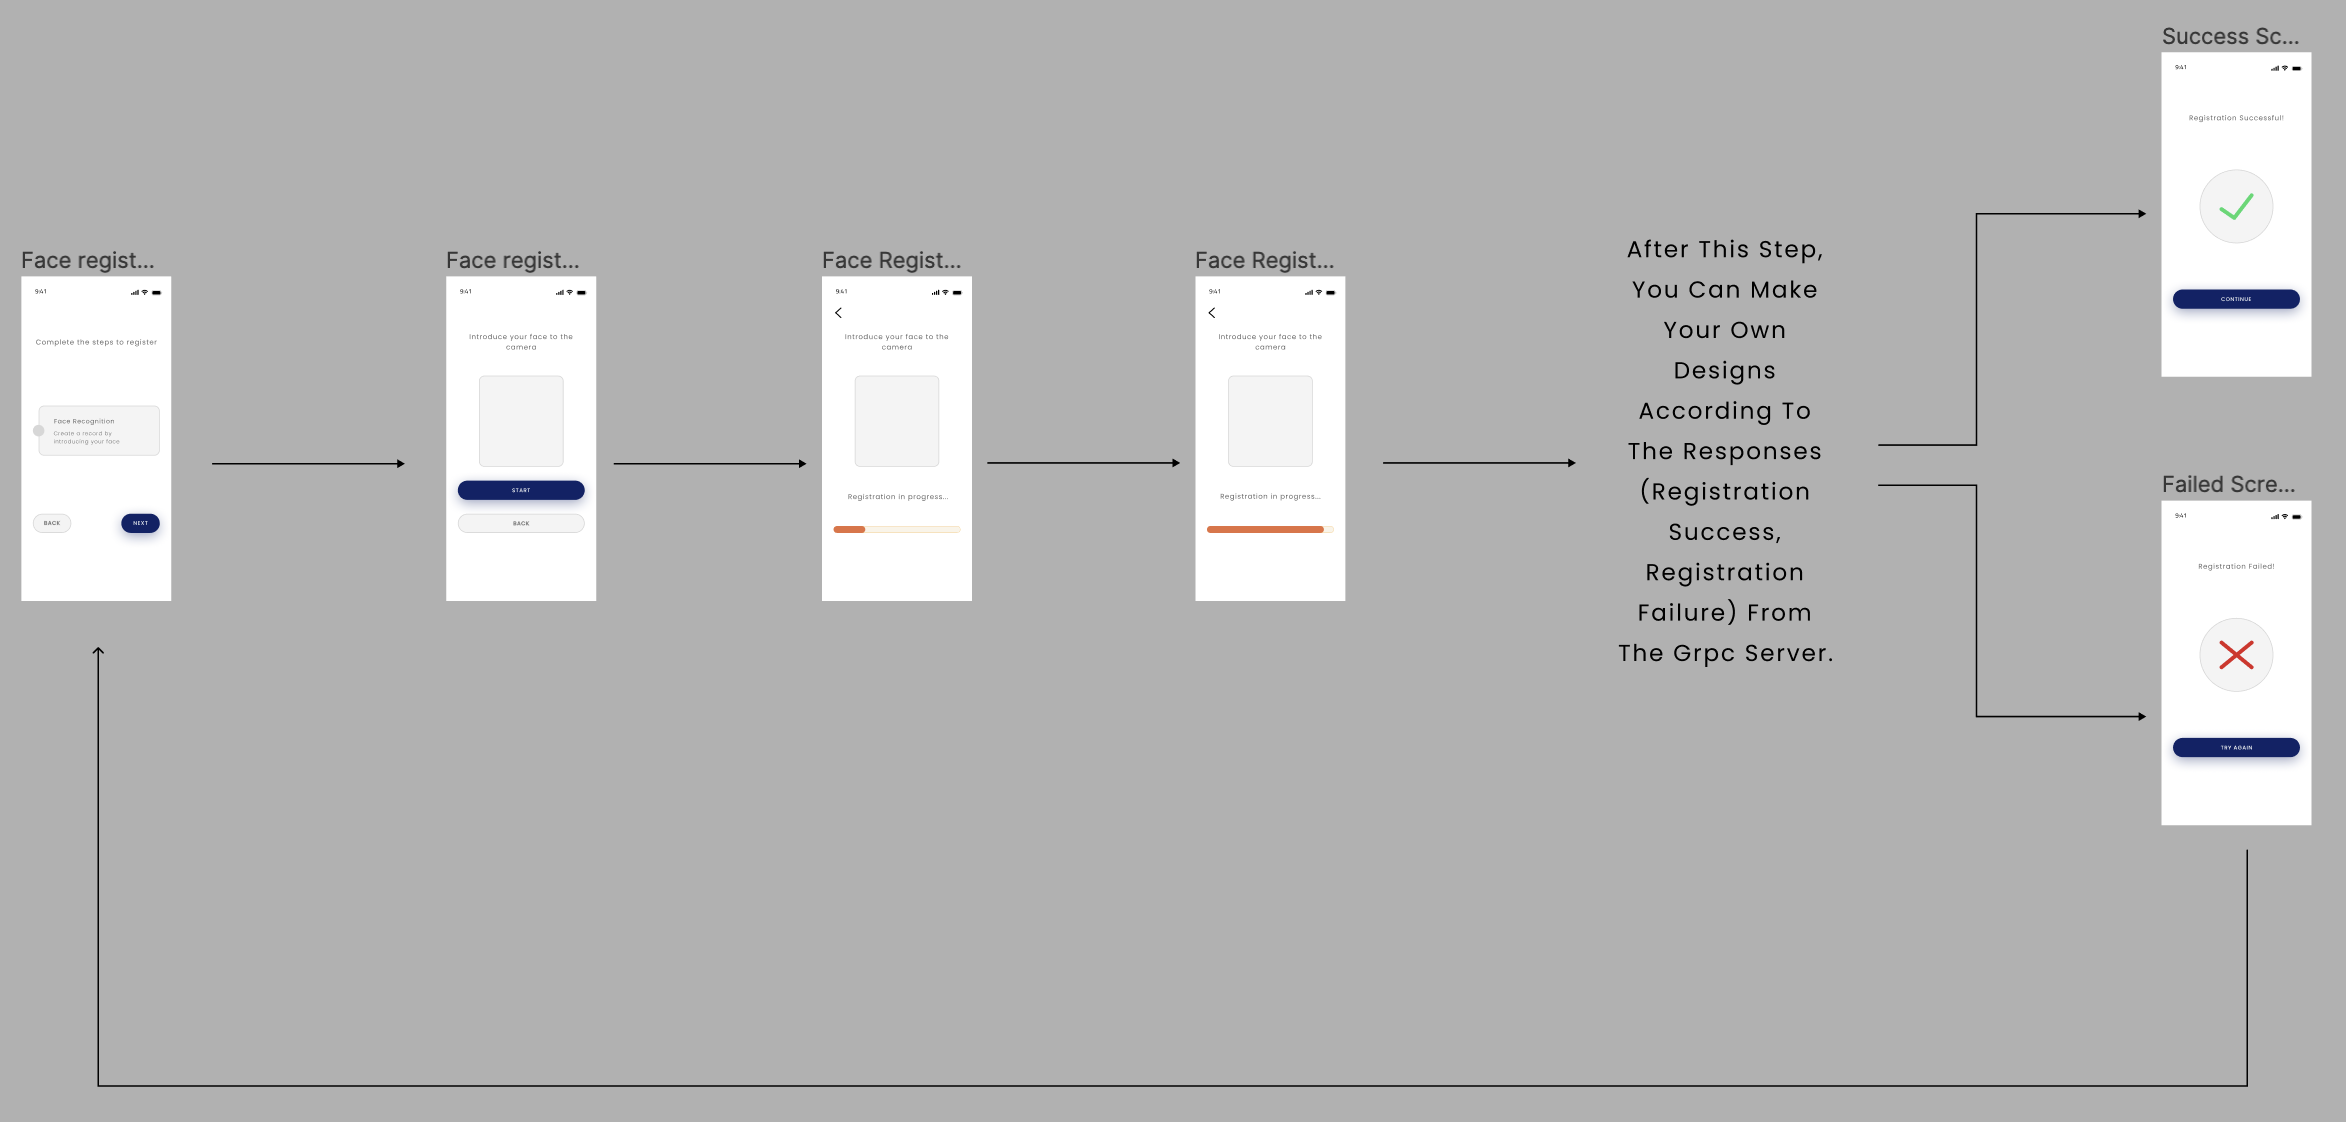 Face regist...
9:41
Complete the steps to register
Face Recognition
Create a record by
introducing your face
BACK
NEXT
Face regist...
9:41
Introduce your face to the
camera
START
BACK
Face Regist...
9:41
Introduce your face to the
camera
Registration in progress...
Face Regist...
9:41
Introduce your face to the
camera
Registration in progress...
After This Step,
You Can Make
Your Own
Designs
According To
The Responses
(Registration
Success,
Registration
Failure) From
The Grpc Server.
Success Sc...
9:41
Registration Successful!
CONTINUE
Failed Scre...
9:41
Registration Failed!
TRY AGAIN